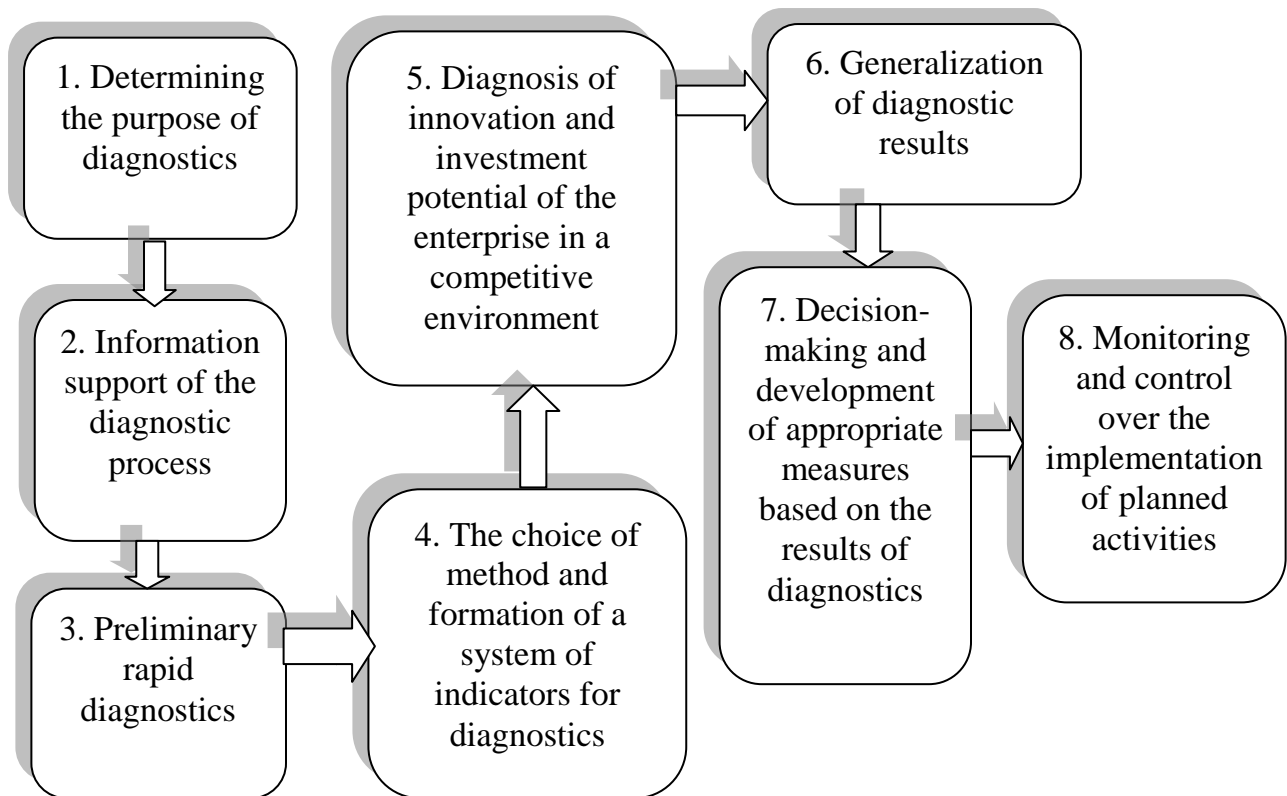 1. Determining
the purpose of
diagnostics
2. Information
support of the
diagnostic
process
3. Preliminary
rapid
diagnostics
4. The choice of
method and
formation of a
system of
indicators for
diagnostics
5. Diagnosis of
innovation and
investment
potential of the
enterprise in a
competitive
environment
6. Generalization
of diagnostic
results
7. Decision-
making and
development
of appropriate
measures
based on the
results of
diagnostics
8. Monitoring
and control
over the
implementation
of planned
activities